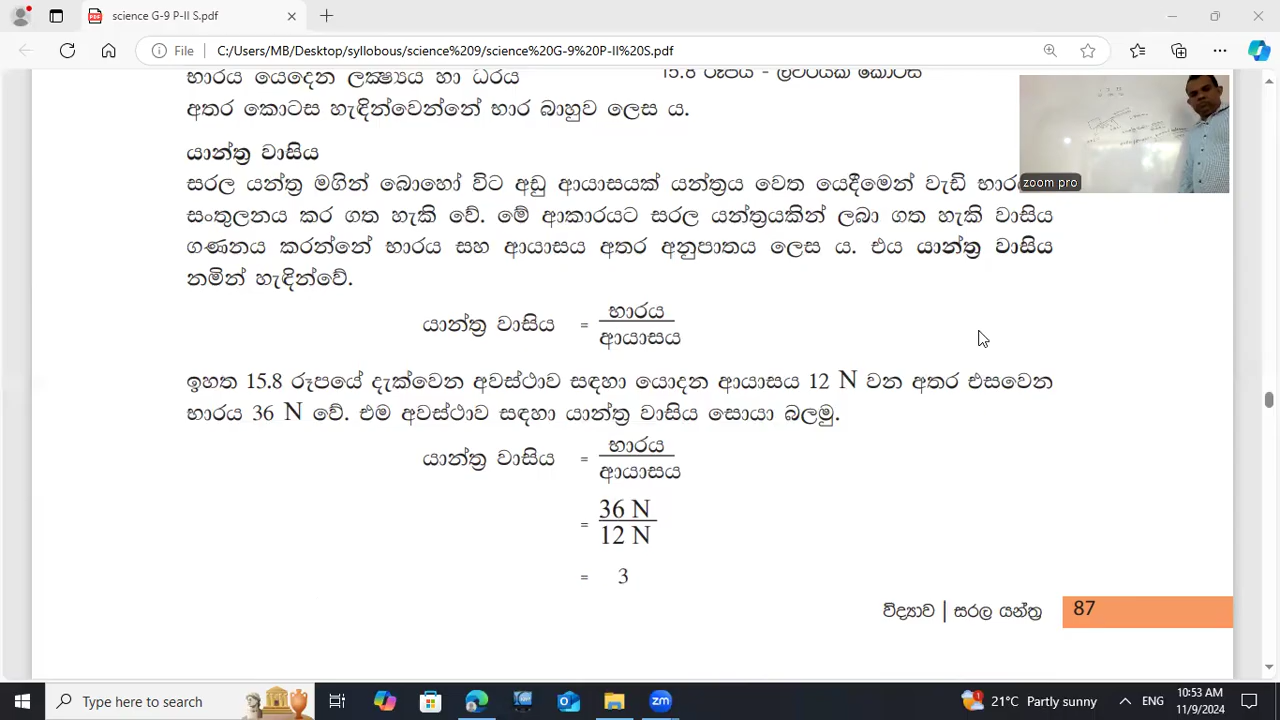 science G-9 P-II S.pdf
File
C:/Users/MB/Desktop/syllobous/science%209/science%20G-9%20P-II%20S.pdf
භාරය යෙදෙන ලක්ෂ්‍යය හා ධරය
15.8 රූපය - ලීවරයක කොටස්
අතර කොටස හැඳින්වෙන්නේ භාර බාහුව ලෙස ය.
zoom pro
යාන්ත්‍ර වාසිය
සරල යන්ත්‍ර මගින් බොහෝ විට අඩු ආයාසයක් යන්ත්‍රය වෙත යෙදීමෙන් වැඩි
සංතුලනය කර ගත හැකි වේ. මේ ආකාරයට සරල යන්ත්‍රයකින් ලබා ගත හැකි වාසිය
ගණනය කරන්නේ භාරය සහ ආයාසය අතර අනුපාතය ලෙස ය. එය යාන්ත්‍ර වාසිය
නමින් හැඳින්වේ.
යාන්ත්‍ර වාසිය = භාරය
ආයාසය
ඉහත 15.8 රූපයේ දැක්වෙන අවස්ථාව සඳහා යොදන ආයාසය 12 N වන අතර එසවෙන
භාරය 36 N වේ. එම අවස්ථාව සඳහා යාන්ත්‍ර වාසිය සොයා බලමු.
යාන්ත්‍ර වාසිය = භාරය
ආයාසය
= 36 N
12 N
= 3
විද්‍යාව | සරල යන්ත්‍ර 87
Type here to search
21°C Partly sunny
ENG
10:53 AM
11/9/2024